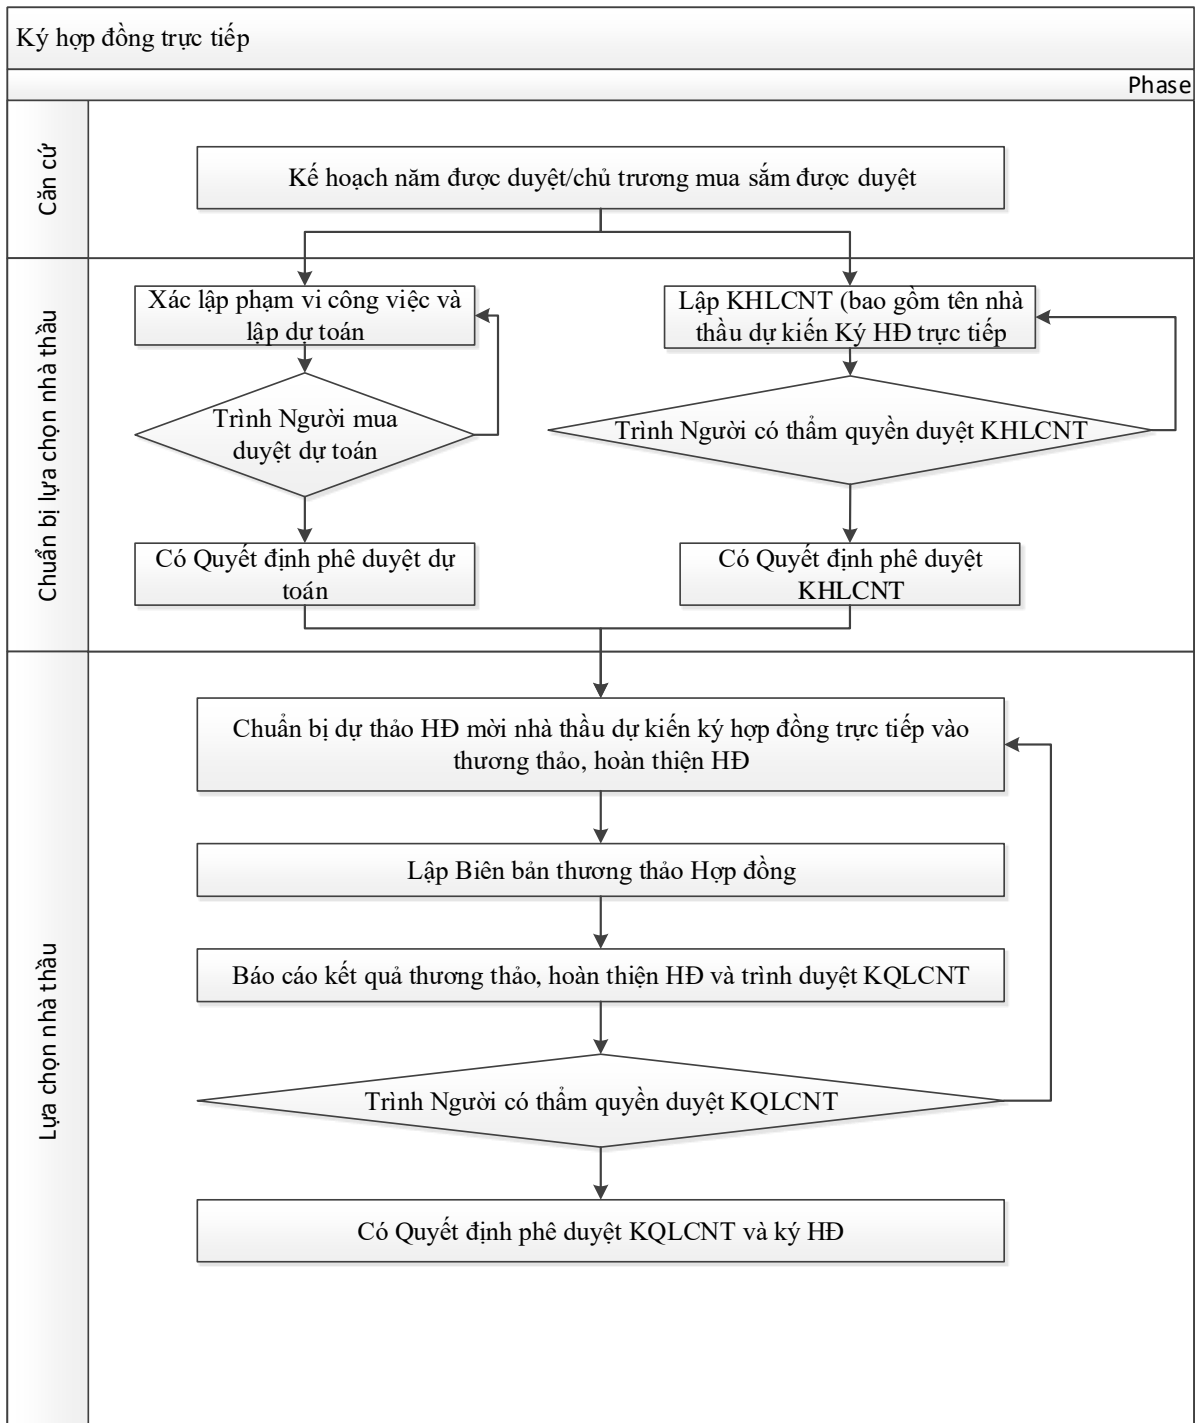 Ký hợp đồng trực tiếp
Phase
Căn cứ
Kế hoạch năm được duyệt/chủ trương mua sắm được duyệt
Chuẩn bị lựa chọn nhà thầu
Xác lập phạm vi công việc và
lập dự toán
Trình Người mua
duyệt dự toán
Có Quyết định phê duyệt dự
toán
Lập KHLCNT (bao gồm tên nhà
thầu dự kiến Ký HĐ trực tiếp
Trình Người có thẩm quyền duyệt KHLCNT
Có Quyết định phê duyệt
KHLCNT
Lựa chọn nhà thầu
Chuẩn bị dự thảo HĐ mời nhà thầu dự kiến ký hợp đồng trực tiếp vào
thương thảo, hoàn thiện HĐ
Lập Biên bản thương thảo Hợp đồng
Báo cáo kết quả thương thảo, hoàn thiện HĐ và trình duyệt KQLCNT
Trình Người có thẩm quyền duyệt KQLCNT
Có Quyết định phê duyệt KQLCNT và ký HĐ